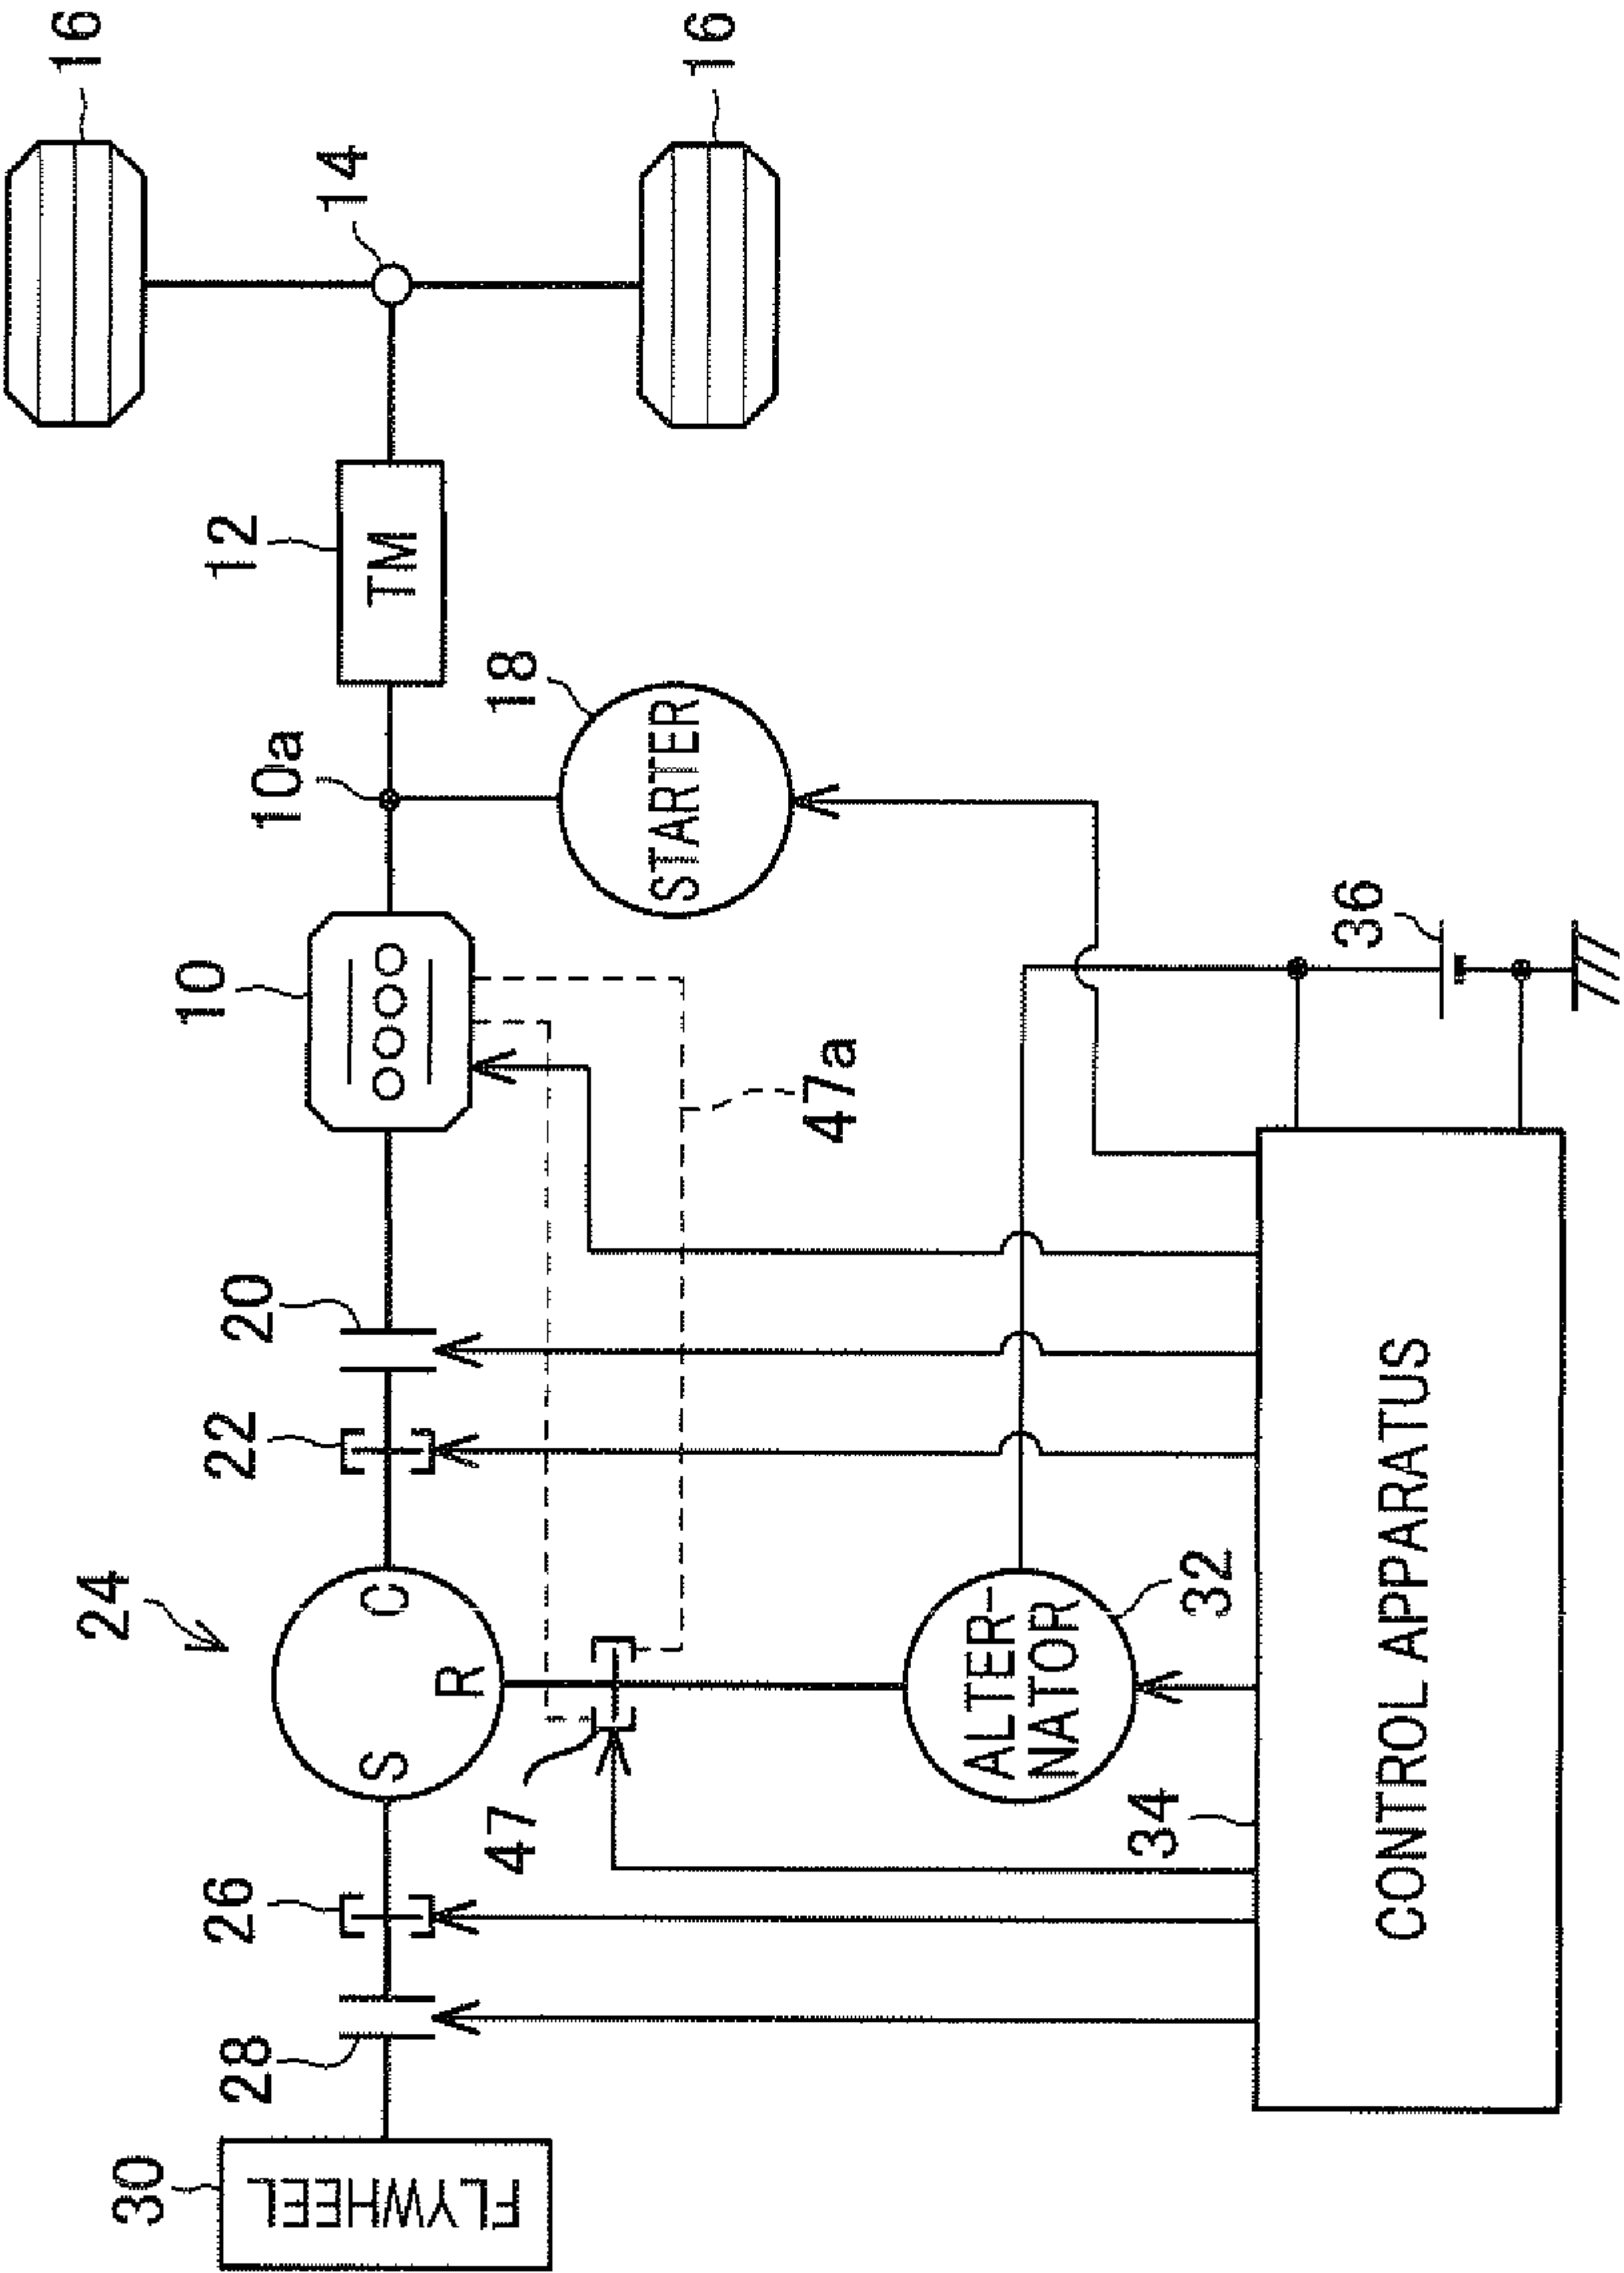 16
16
14
12
TM
18
STARTER
10a
10
36
47a
20
22
24
C
R
S
32
ALTER-
NATOR
47
34
CONTROL APPARATUS
26
28
30
FLYWHEEL